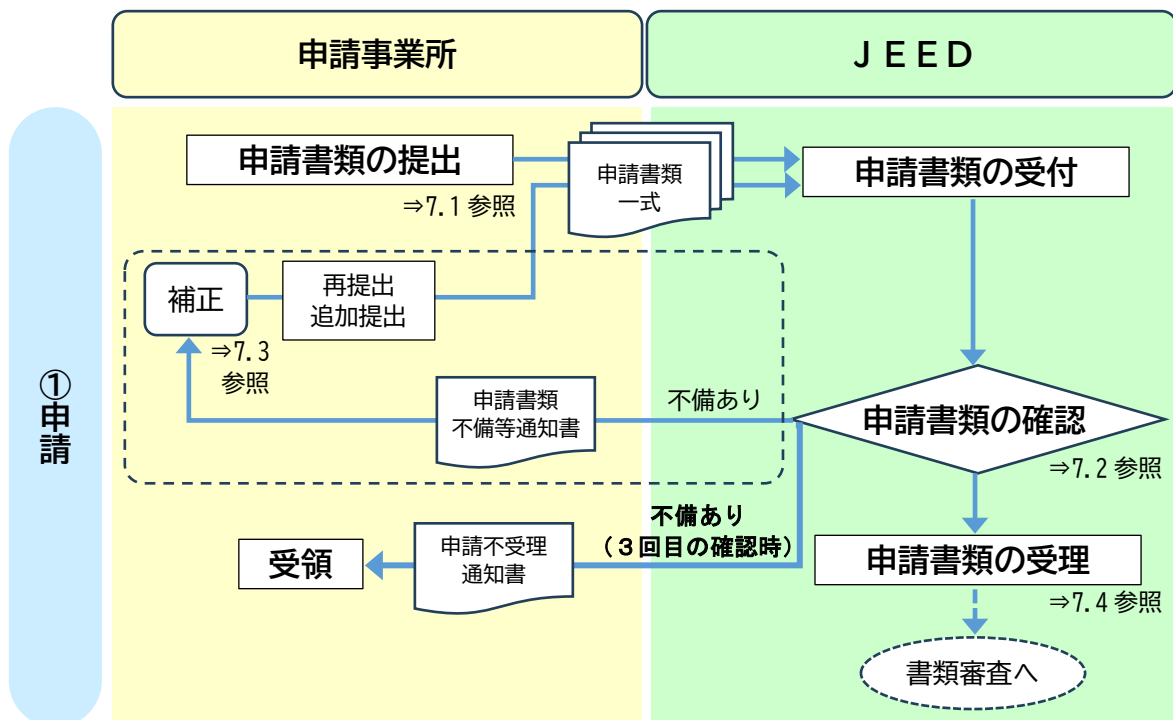 申請事業所
ＪＥＥＤ
①申請
申請書類の提出
⇒7.1 参照
申請書類
一式
申請書類の受付
補正
再提出
追加提出
⇒7.3
参照
申請書類
不備等通知書
不備あり
申請書類の確認
⇒7.2 参照
不備あり
（３回目の確認時）
受領
申請不受理
通知書
申請書類の受理
⇒7.4 参照
書類審査へ